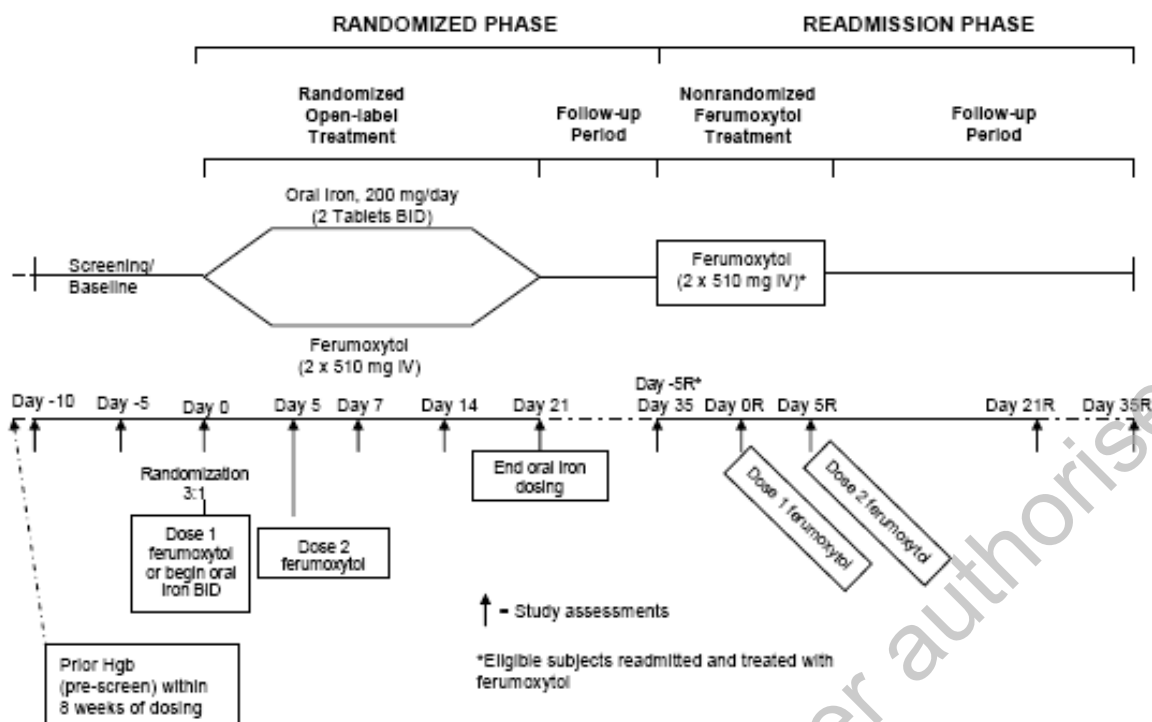 RANDOMIZED PHASE
READMISSION PHASE
Randomized
Open-label
Treatment
Follow-up
Period
Nonrandomized
Ferumoxytol
Treatment
Follow-up
Period
Oral Iron, 200 mg/day
(2 Tablets BID)
Screening/
Baseline
Ferumoxytol
(2 x 510 mg IV)*
Ferumoxytol
(2 x 510 mg IV)
Day -5R*
Day -10 Day -5 Day 0 Day 5 Day 7 Day 14 Day 21 Day 35 Day 0R Day 5R Day 21R Day 35R
Randomization
3:1
Dose 1
ferumoxytol
or begin oral
Iron BID
Dose 2
ferumoxytol
End oral iron
dosing
Dose 1 ferumoxytol
Dose 2 ferumoxytol
= Study assessments
*Eligible subjects readmitted and treated with
ferumoxytol
Prior Hgb
(pre-screen) within
8 weeks of dosing
er authorise